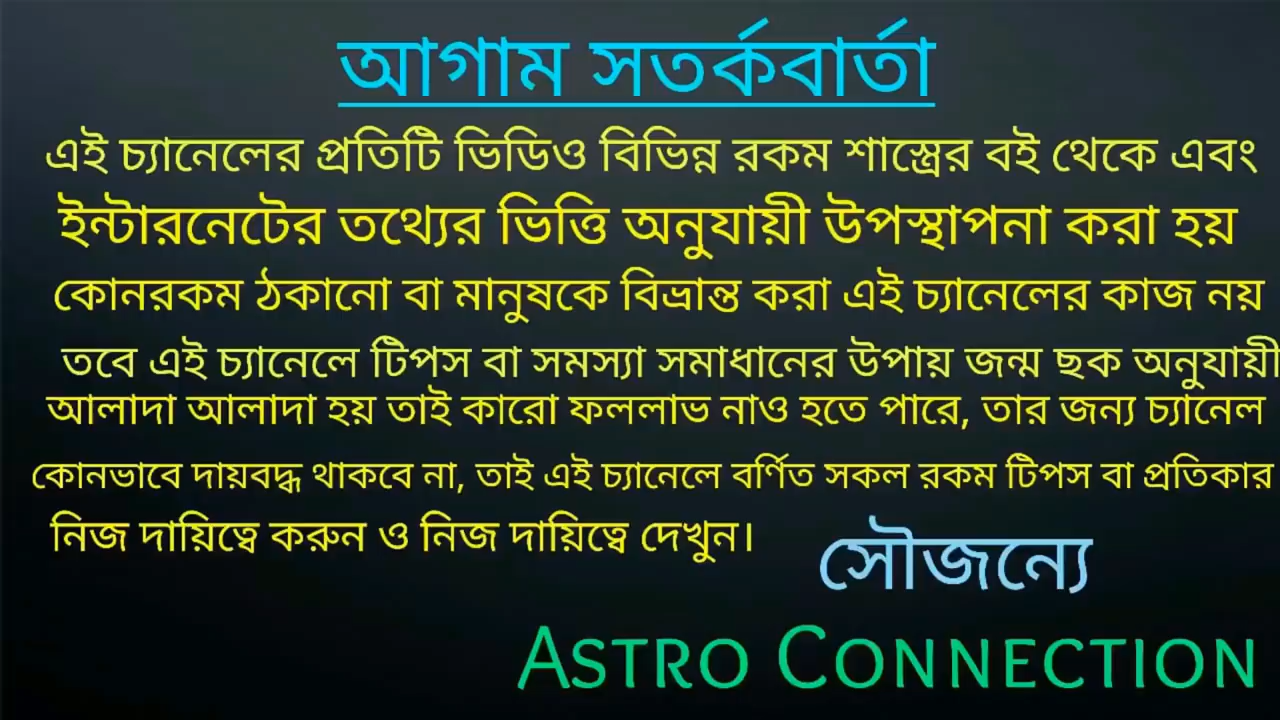 আগাম সতর্কবার্তা
এই চ্যানেলের প্রতিটি ভিডিও বিভিন্ন রকম শাস্ত্রের বই থেকে এবং
ইন্টারনেটের তথ্যের ভিত্তি অনুযায়ী উপস্থাপনা করা হয়
কোনরকম ঠকানো বা মানুষকে বিভ্রান্ত করা এই চ্যানেলের কাজ নয়
তবে এই চ্যানেলে টিপস বা সমস্যা সমাধানের উপায় জন্ম ছক অনুযায়ী
আলাদা আলাদা হয় তাই কারো ফললাভ নাও হতে পারে, তার জন্য চ্যানেল
কোনভাবে দায়বদ্ধ থাকবে না, তাই এই চ্যানেলে বর্ণিত সকল রকম টিপস বা প্রতিকার
নিজ দায়িত্বে করুন ও নিজ দায়িত্বে দেখুন।
সৌজন্যে
ASTRO CONNECTION